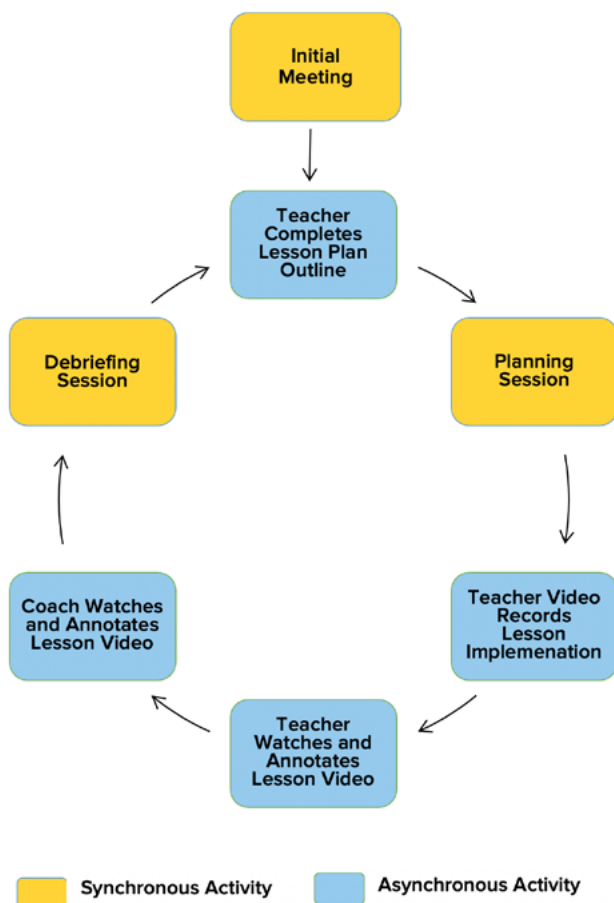 Initial
Meeting
Teacher
Completes
Lesson Plan
Outline
Debriefing
Session
Planning
Session
Coach Watches
and Annotates
Lesson Video
Teacher Video
Records
Lesson
Implemenation
Teacher
Watches and
Annotates
Lesson Video
Synchronous Activity
Asynchronous Activity